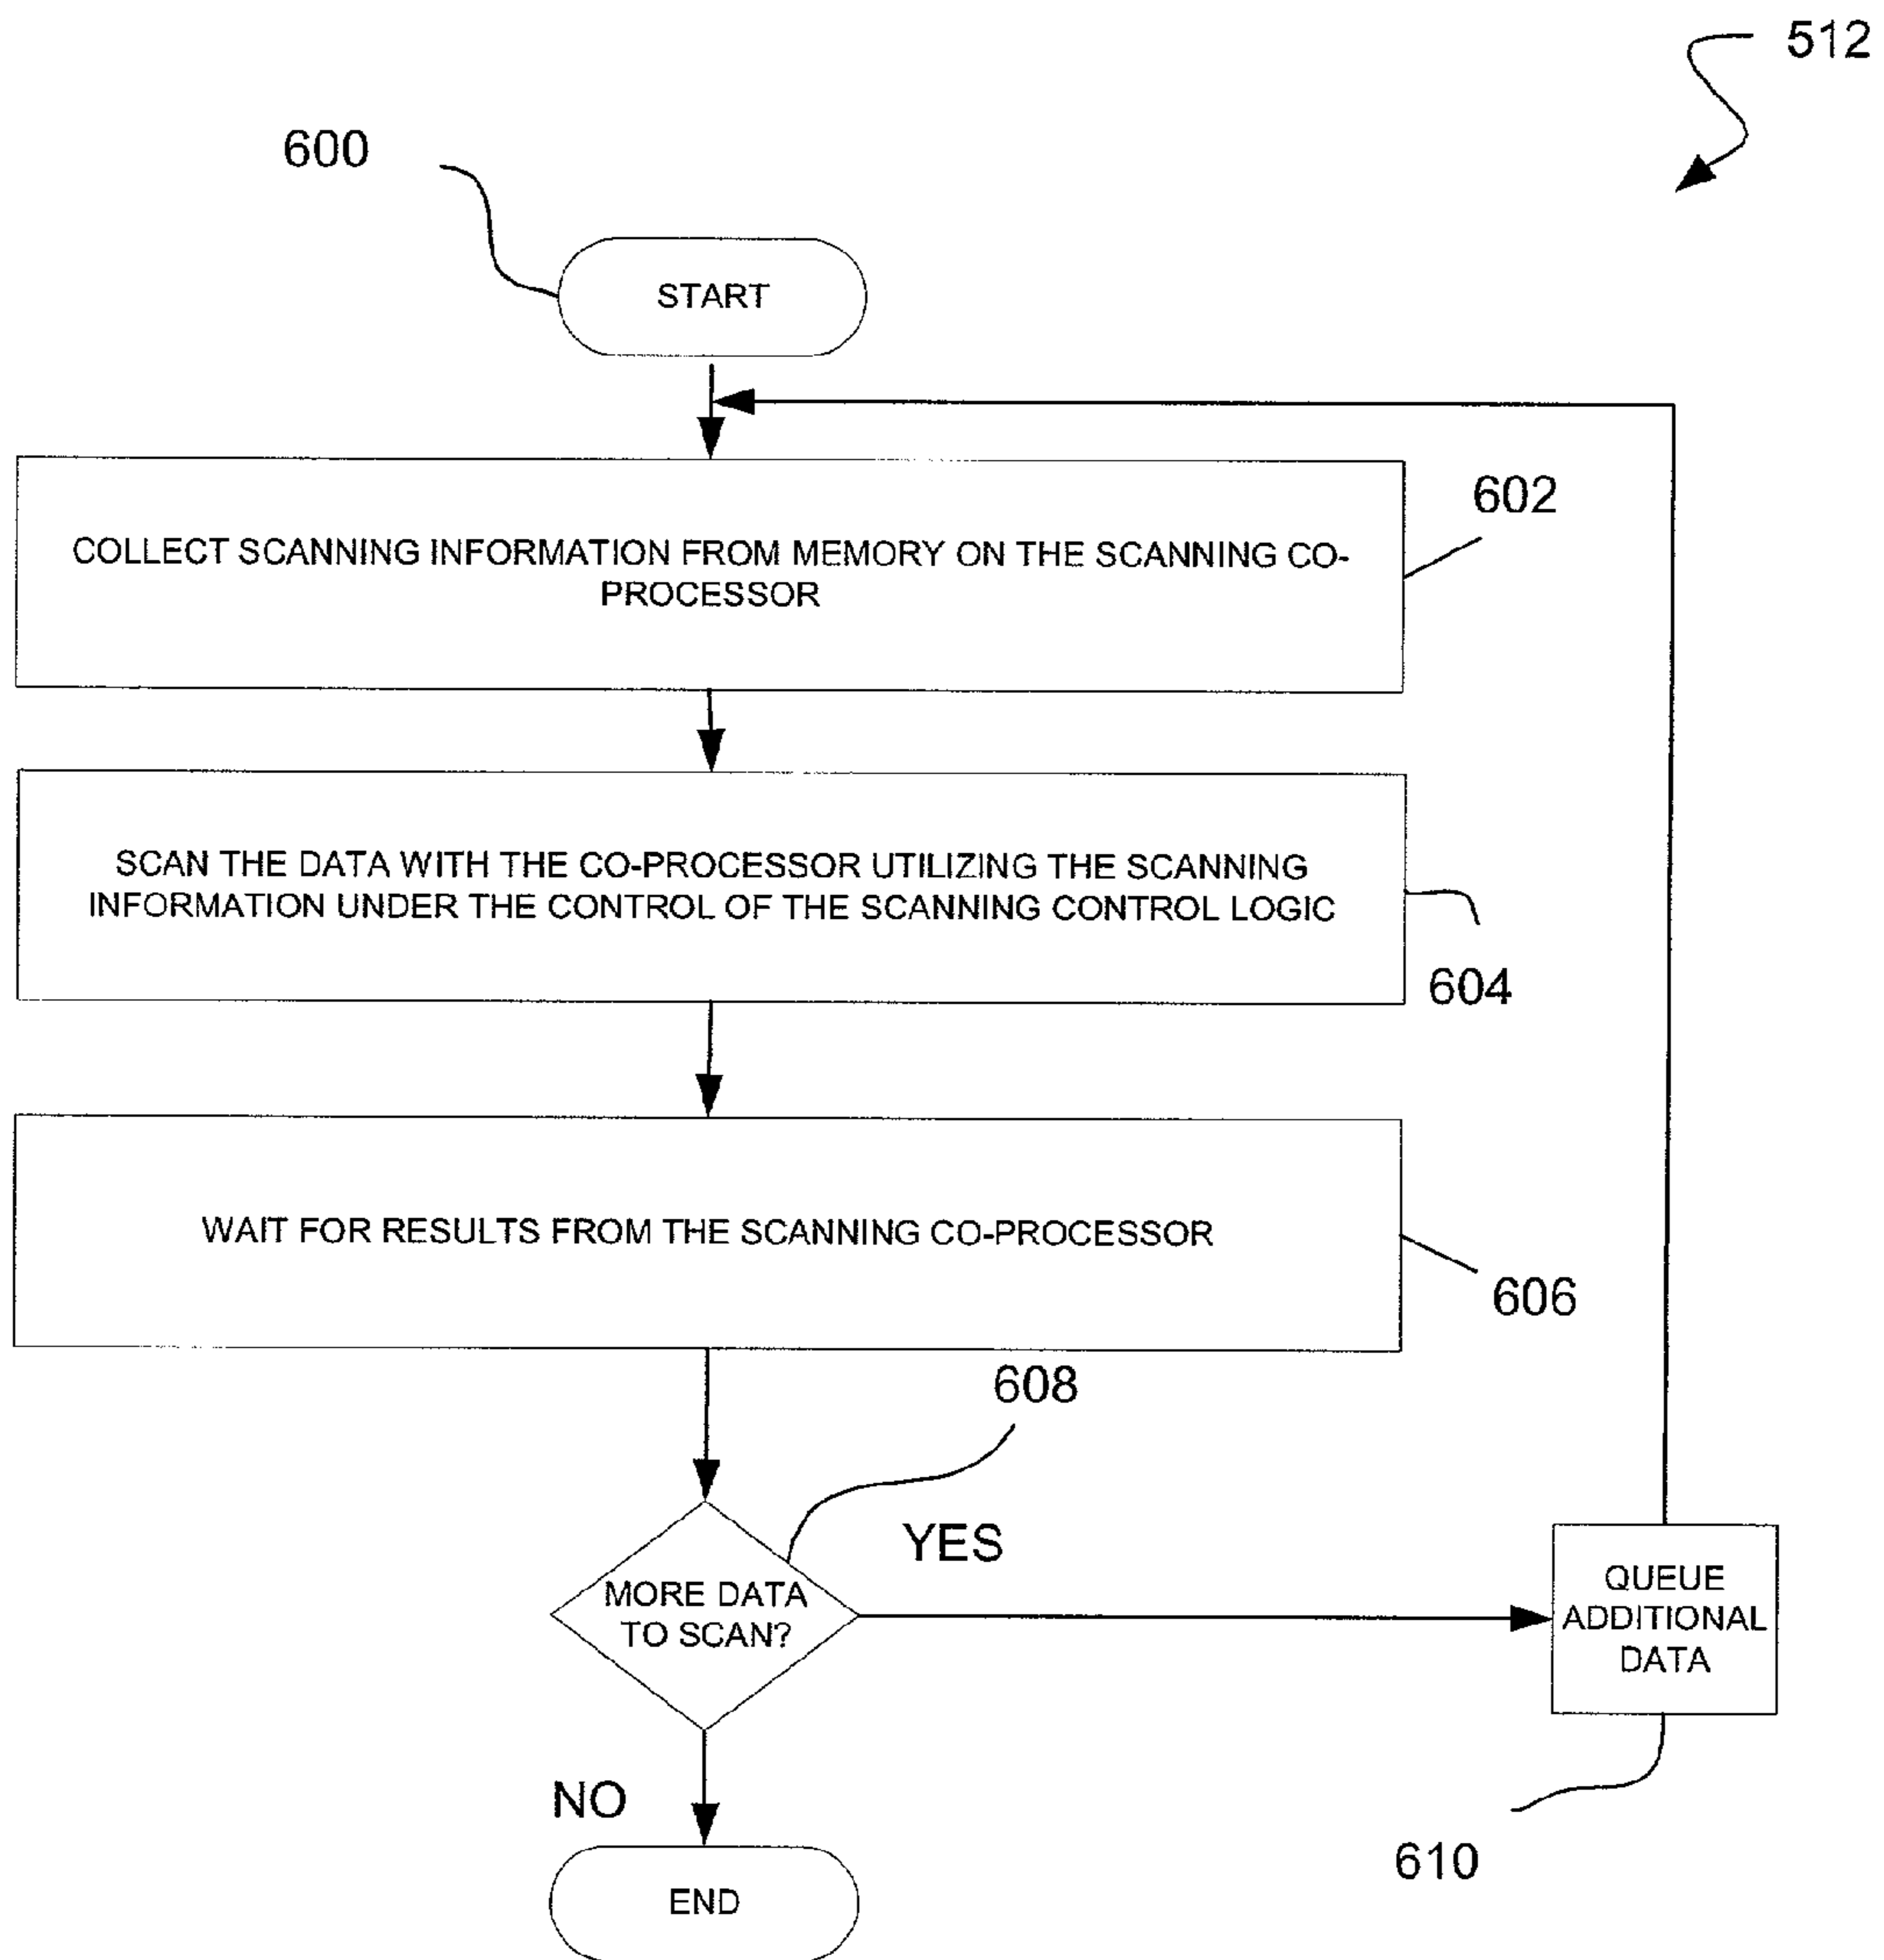 512
600
START
COLLECT SCANNING INFORMATION FROM MEMORY ON THE SCANNING CO-
PROCESSOR
602
SCAN THE DATA WITH THE CO-PROCESSOR UTILIZING THE SCANNING
INFORMATION UNDER THE CONTROL OF THE SCANNING CONTROL LOGIC
604
WAIT FOR RESULTS FROM THE SCANNING CO-PROCESSOR
606
608
MORE DATA
TO SCAN?
YES
QUEUE
ADDITIONAL
DATA
NO
610
END